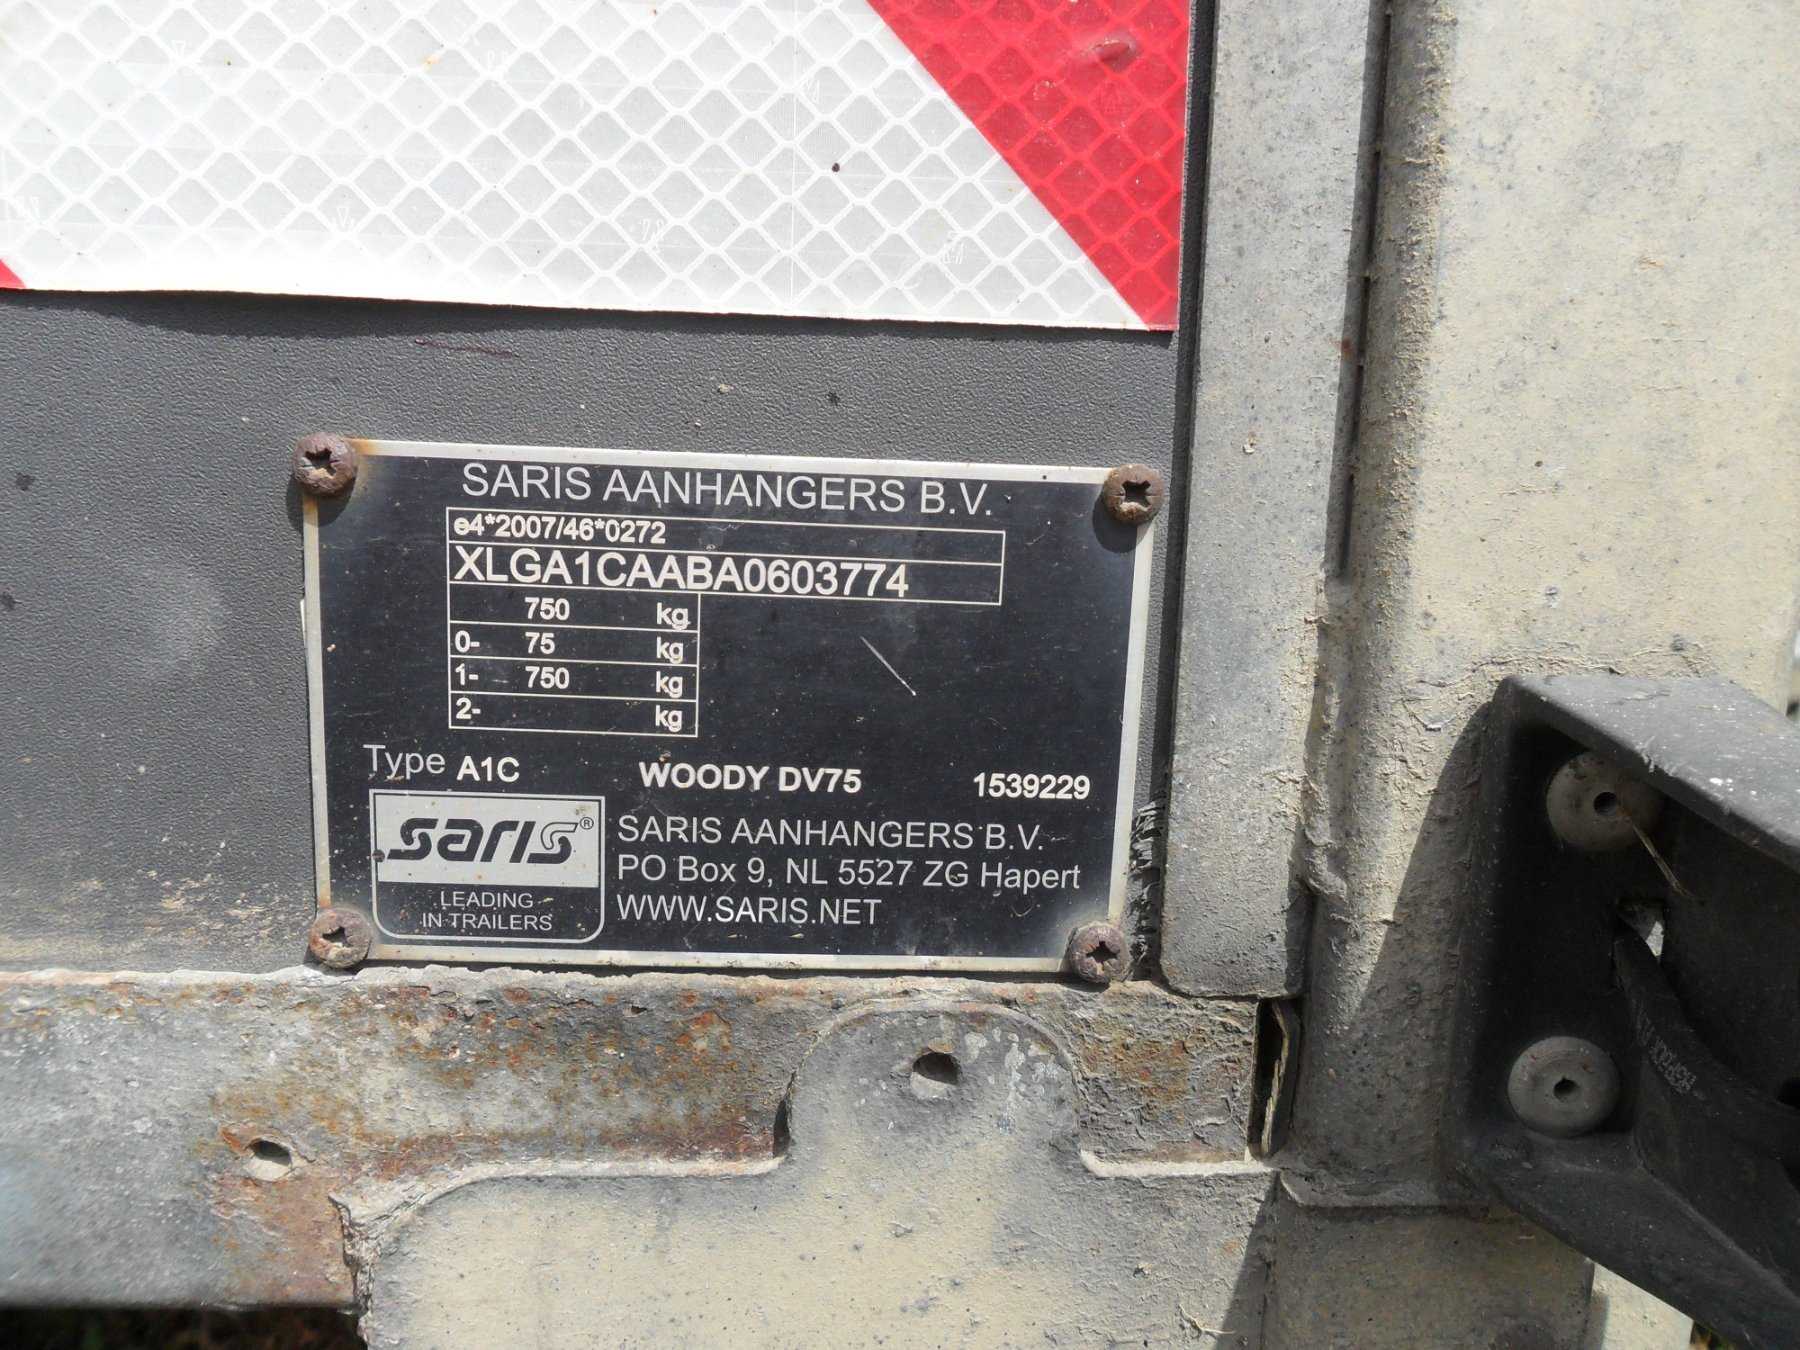 SARIS AANHANGERS B.V.
e4*2007/46*0272
XLGA1CAABA0603774
750 kg
0- 75 kg
1- 750 kg
2- kg
Type A1C WOODY DV75 1539229
saris®
LEADING
IN TRAILERS
SARIS AANHANGERS B.V.
PO Box 9, NL 5527 ZG Hapert
WWW.SARIS.NET